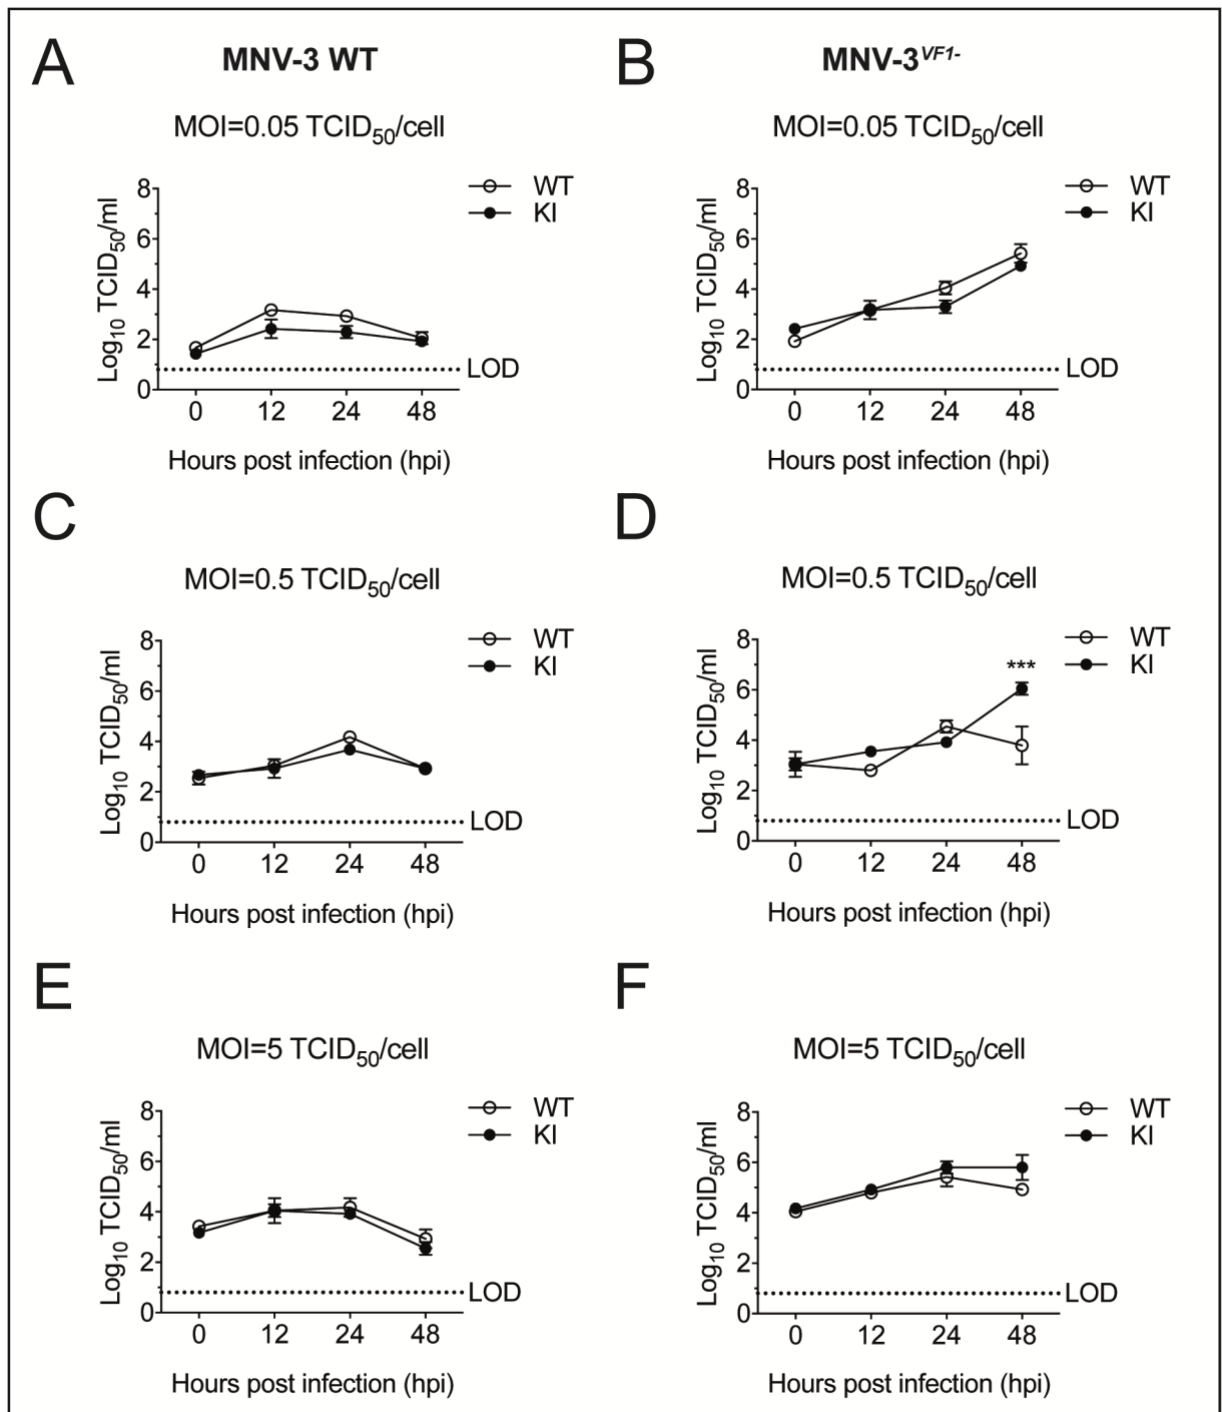 A
MNV-3 WT
MOI=0.05 TCID50/cell
WT
KI
Log10 TCID50/ml
8
6
4
2
0
LOD
0 12 24 48
Hours post infection (hpi)
B
MNV-3VF1-
MOI=0.05 TCID50/cell
WT
KI
Log10 TCID50/ml
8
6
4
2
0
LOD
0 12 24 48
Hours post infection (hpi)
C
MOI=0.5 TCID50/cell
WT
KI
Log10 TCID50/ml
8
6
4
2
0
LOD
0 12 24 48
Hours post infection (hpi)
D
MOI=0.5 TCID50/cell
WT
KI
***
Log10 TCID50/ml
8
6
4
2
0
LOD
0 12 24 48
Hours post infection (hpi)
E
MOI=5 TCID50/cell
WT
KI
Log10 TCID50/ml
8
6
4
2
0
LOD
0 12 24 48
Hours post infection (hpi)
F
MOI=5 TCID50/cell
WT
KI
Log10 TCID50/ml
8
6
4
2
0
LOD
0 12 24 48
Hours post infection (hpi)